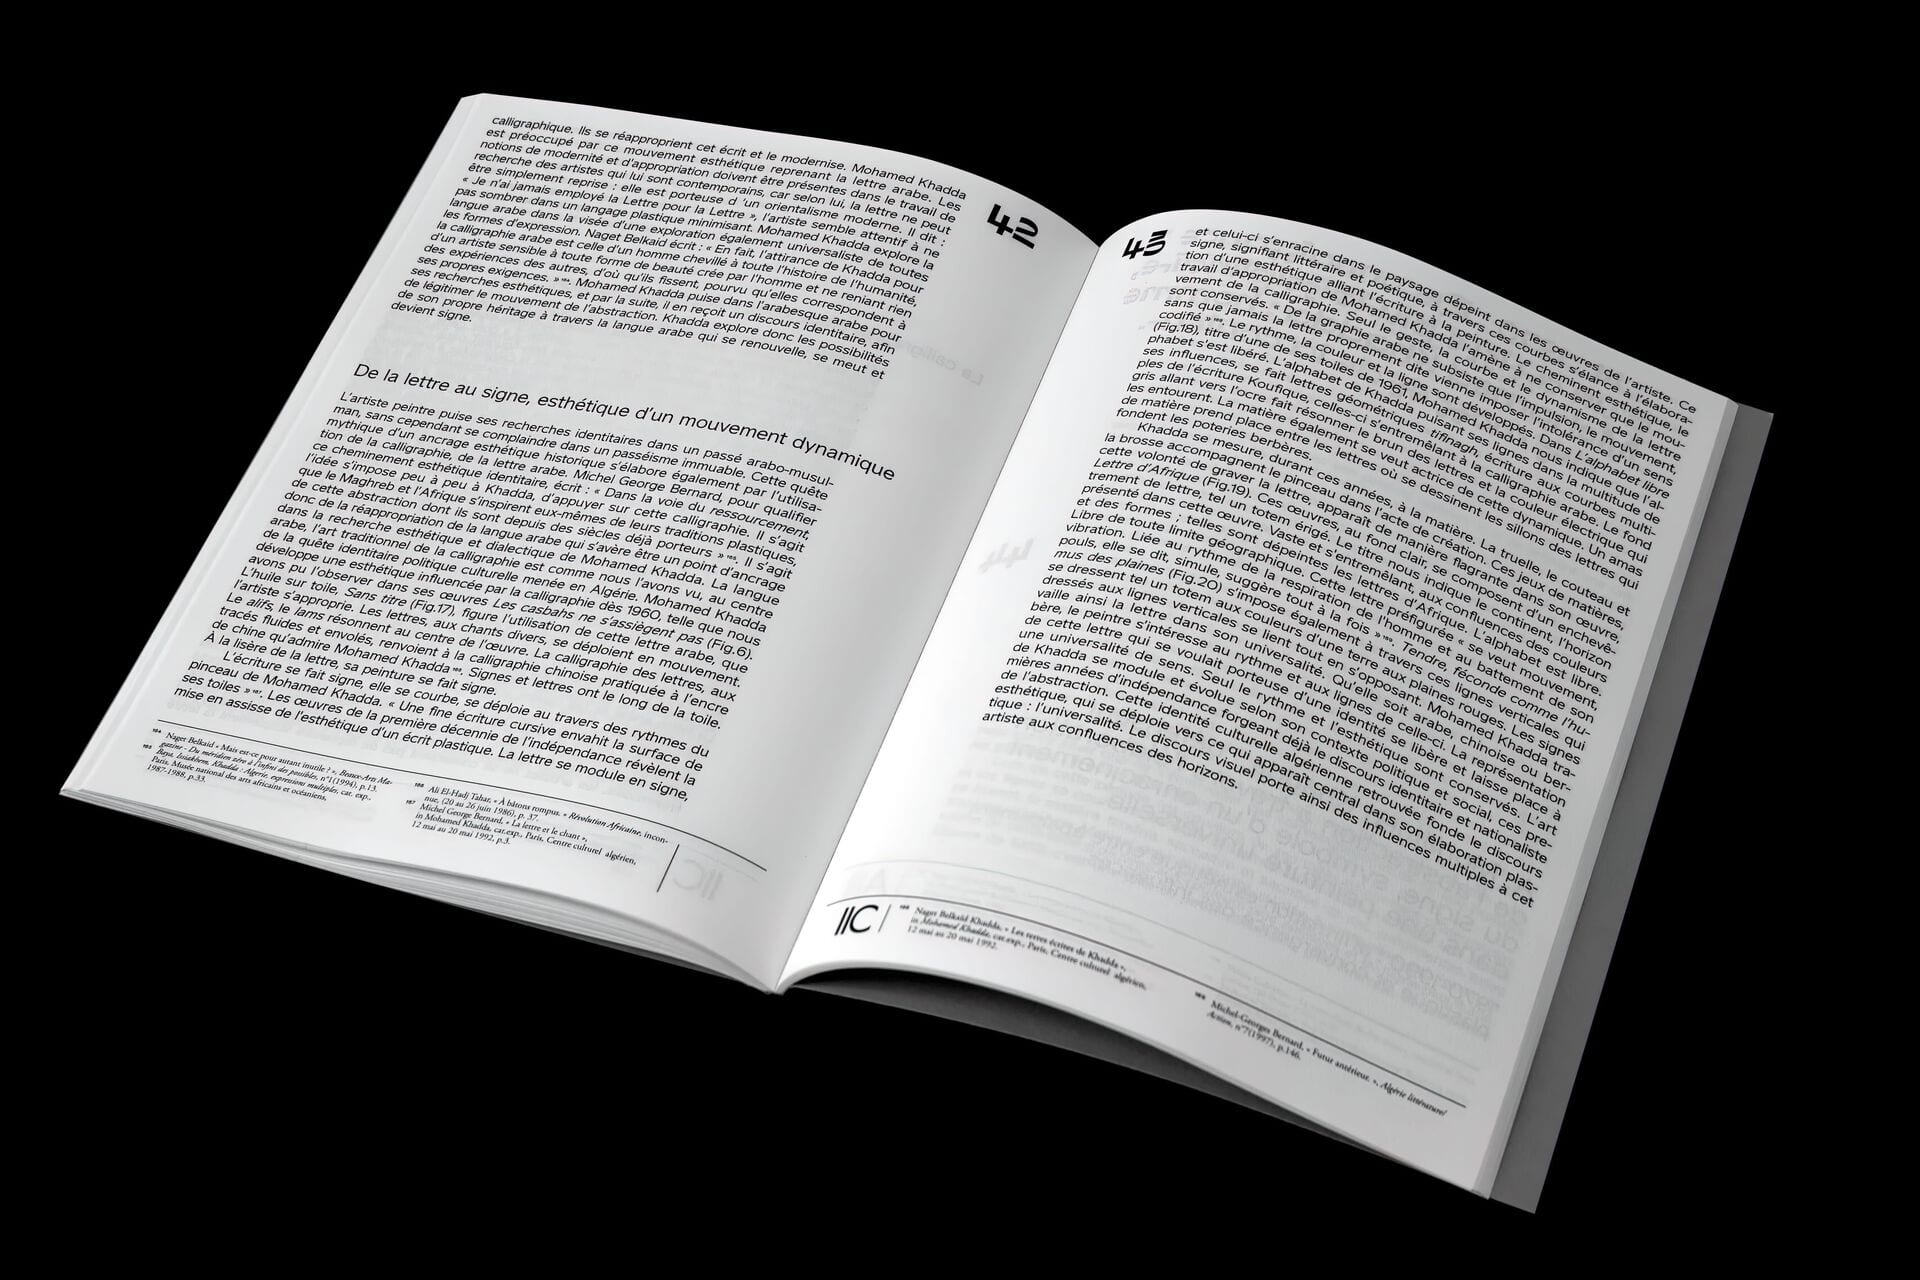 calligraphique. Ils se réapproprient cet écrit et le modernise. Mohamed Khadda
est préoccupé par ce mouvement esthétique reprenant la lettre arabe. Les
notions de modernité et d'appropriation doivent être présentes dans le travail de
recherche des artistes qui lui sont contemporains, car selon lui, la lettre ne peut
être simplement reprise ; elle est porteuse d 'un orientalisme moderne. Il dit :
« Je n'ai jamais employé la Lettre pour la Lettre », l'artiste semble attentif à ne
pas sombrer dans un langage plastique minimisant. Mohamed Khadda explore la
langue arabe dans la visée d'une exploration également universaliste de toutes
les formes d'expression. Naget Belkaid écrit : « En fait, l'attirance de Khadda pour
la calligraphie arabe est celle d'un homme chevillé à toute l'histoire de l'humanité,
d'un artiste sensible à toute forme de beauté crée par l'homme et ne reniant rien
des expériences des autres, d'où qu'ils fissent, pourvu qu'elles correspondent à
ses propres exigences. » ¹⁸⁴. Mohamed Khadda puise dans l'arabesque arabe pour
ses recherches esthétiques, et par la suite, il en reçoit un discours identitaire, afin
de légitimer le mouvement de l'abstraction. Khadda explore donc les possibilités
de son propre héritage à travers la langue arabe qui se renouvelle, se meut et
devient signe.
De la lettre au signe, esthétique d'un mouvement dynamique
L'artiste peintre puise ses recherches identitaires dans un passé arabo-musul-
man, sans cependant se complaindre dans un passéisme immuable. Cette quête
mythique d'un ancrage esthétique historique s'élabore également par l'utilisa-
tion de la calligraphie, de la lettre arabe. Michel George Bernard, pour qualifier
ce cheminement esthétique identitaire, écrit : « Dans la voie du ressourcement,
l'idée s'impose peu à peu à Khadda, d'appuyer sur cette calligraphie. Il s'agit
que le Maghreb et l'Afrique s'inspirent eux-mêmes de leurs traditions plastiques,
de cette abstraction dont ils sont depuis des siècles déjà porteurs » ¹⁸⁵. Il s'agit
donc de la réappropriation de la langue arabe qui s'avère être un point d'ancrage
dans la recherche esthétique et dialectique de Mohamed Khadda. La langue
arabe, l'art traditionnel de la calligraphie est comme nous l'avons vu, au centre
de la quête identitaire politique culturelle menée en Algérie. Mohamed Khadda
développe une esthétique influencée par la calligraphie dès 1960, telle que nous
avons pu l'observer dans ses œuvres Les casbahs ne s'assiègent pas (Fig.6).
L'huile sur toile, Sans titre (Fig.17), figure l'utilisation de cette lettre arabe, que
l'artiste s'approprie. Les lettres, aux chants divers, se déploient en mouvement.
Le alifs, le lams résonnent au centre de l'œuvre. La calligraphie des lettres, aux
tracés fluides et envolés, renvoient à la calligraphie chinoise pratiquée à l'encre
de chine qu'admire Mohamed Khadda ¹⁸⁶. Signes et lettres ont le long de la toile.
À la lisère de la lettre, sa peinture se fait signe.
L'écriture se fait signe, elle se courbe, se déploie au travers des rythmes du
pinceau de Mohamed Khadda. « Une fine écriture cursive envahit la surface de
ses toiles » ¹⁸⁷. Les œuvres de la première décennie de l'indépendance révèlent la
mise en assisse de l'esthétique d'un écrit plastique. La lettre se module en signe,
184 Naget Belkaid « Mais est-ce pour autant inutile ? », Beaux-Arts Ma-
gazine - Du méridien zéro à l'infini des possibles, n°1(1994), p.13.
185 Baya, Issiakhem, Khadda : Algérie, expressions multiples, cat. exp.,
Paris, Musée national des arts africains et océaniens,
1987-1988, p.33.
186 Ali El-Hadj Tahar, « À bâtons rompus. » Révolution Africaine, incon-
nue, (20 au 26 juin 1986), p. 37.
187 Michel George Bernard, « La lettre et le chant »,
in Mohamed Khadda, cat.exp., Paris, Centre culturel algérien,
12 mai au 20 mai 1992, p.3.
42
43
et celui-ci s'enracine dans le paysage dépeint dans les œuvres de l'artiste. Ce
signe, signifiant littéraire et poétique, à travers ces courbes s'élance à l'élabora-
tion d'une esthétique alliant l'écriture à la peinture. Le cheminent esthétique, le
travail d'appropriation de Mohamed Khadda l'amène à ne conserver que le mou-
vement de la calligraphie. Seul le geste, la courbe et le dynamisme de la lettre
sont conservés. « De la graphie arabe ne subsiste que l'impulsion, le mouvement,
sans que jamais la lettre proprement dite vienne imposer l'intolérance d'un sens
codifié » ¹⁸⁸. Le rythme, la couleur et la ligne sont développés. Dans L'alphabet libre
(Fig.18), titre d'une de ses toiles de 1967, Mohamed Khadda nous indique que l'al-
phabet s'est libéré. L'alphabet de Khadda puisant ses lignes dans la multitude de
ses influences, se fait lettres géométriques tifinagh, écriture aux courbes multi-
ples de l'écriture Koufique, celles-ci s'entremêlant à la calligraphie arabe. Le fond
gris allant vers l'ocre fait résonner le brun des lettres et la couleur électrique qui
les entourent. La matière également se veut actrice de cette dynamique. Un amas
de matière prend place entre les lettres où se dessinent les sillons des lettres qui
fondent les poteries berbères.
Khadda se mesure, durant ces années, à la matière. La truelle, le couteau et
la brosse accompagnent le pinceau dans l'acte de création. Ces jeux de matières,
cette volonté de graver la lettre, apparaît de manière flagrante dans son œuvre,
Lettre d'Afrique (Fig.19). Ces œuvres, au fond clair, se composent d'un enchevê-
trement de lettre, tel un totem érigé. Le titre nous indique le continent, l'horizon
présenté dans cette œuvre. Vaste et s'entremêlant, aux confluences des couleurs
et des formes ; telles sont dépeintes les lettres d'Afrique. L'alphabet est libre.
Libre de toute limite géographique. Cette lettre préfigurée « se veut mouvement,
vibration. Liée au rythme de la respiration de l'homme et au battement de son
pouls, elle se dit, simule, suggère tout à la fois » ¹⁸⁹. Tendre, féconde comme l'hu-
mus des plaines (Fig.20) s'impose également à travers ces lignes verticales qui
se dressent tel un totem aux couleurs d'une terre aux plaines rouges. Les signes
dressés aux lignes verticales se lient tout en s'opposant. Mohamed Khadda tra-
vaille ainsi la lettre dans son universalité. Qu'elle soit arabe, chinoise ou ber-
bère, le peintre s'intéresse au rythme et aux lignes de celle-ci. La représentation
de cette lettre qui se voulait porteuse d'une identité se libère et laisse place à
une universalité de sens. Seul le rythme et l'esthétique sont conservés. L'art
de Khadda se module et évolue selon son contexte politique et social, ces pre-
mières années d'indépendance forgeant déjà le discours identitaire et nationaliste
de l'abstraction. Cette identité culturelle algérienne retrouvée fonde le discours
esthétique, qui se déploie vers ce qui apparaît central dans son élaboration plas-
tique : l'universalité. Le discours visuel porte ainsi des influences multiples à cet
artiste aux confluences des horizons.
IIC
188 Naget Belkaïd Khadda, « Les terres écrites de Khadda »,
in Mohamed Khadda, cat.exp., Paris, Centre culturel algérien,
12 mai au 20 mai 1992.
189 Michel-Georges Bernard, « Futur antérieur. », Algérie littérature/
Action, n°7(1997), p.146.